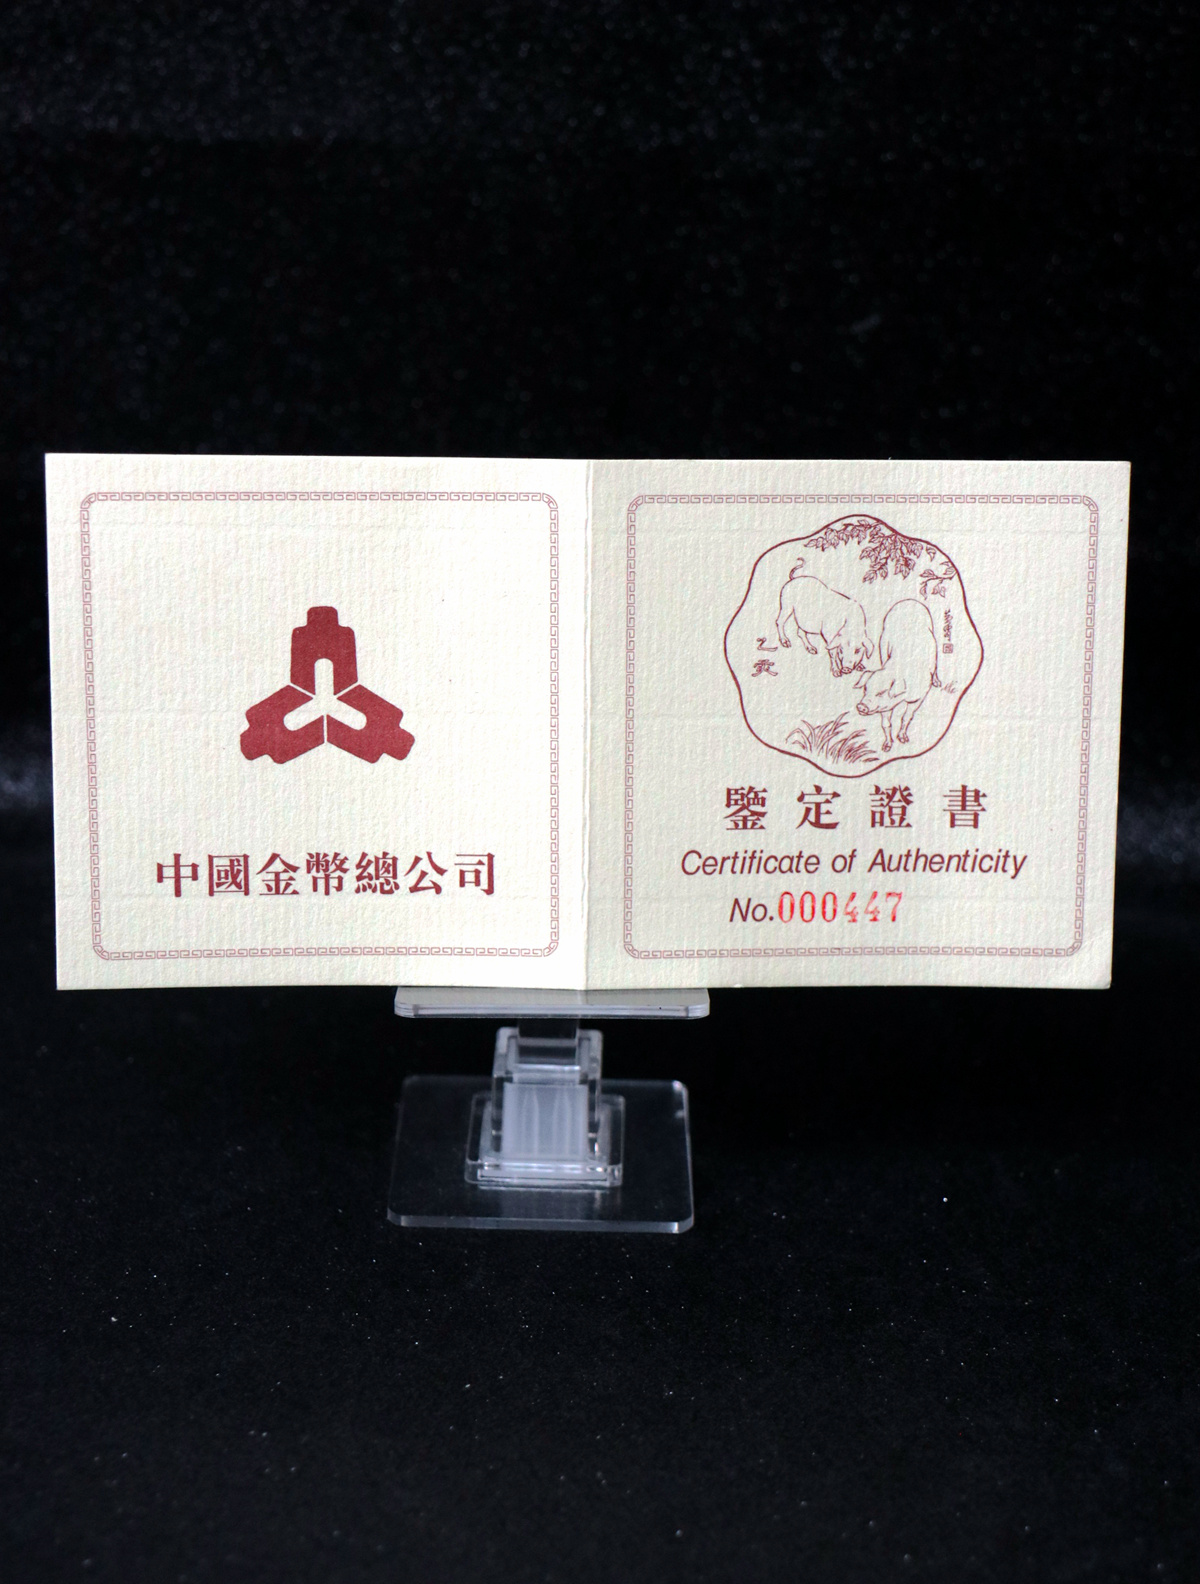 中國金幣總公司
乙
亥
鑒定證書
Certificate of Authenticity
No.000447